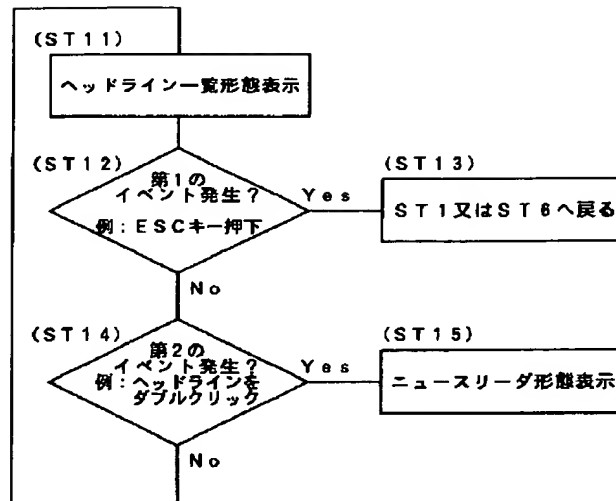 (ST11)
ヘッドライン一覧形態表示
(ST12)
第1の
イベント発生?
例:ESCキー押下
Yes
(ST13)
ST1又はST6へ戻る
No
(ST14)
第2の
イベント発生?
例:ヘッドラインを
ダブルクリック
Yes
(ST15)
ニュースリーダ形態表示
No